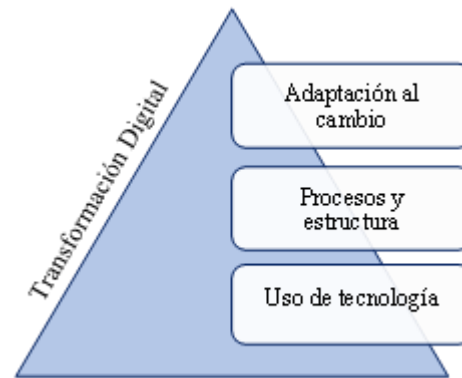 Transformación Digital
Adaptación al
cambio
Procesos y
estructura
Uso de tecnología